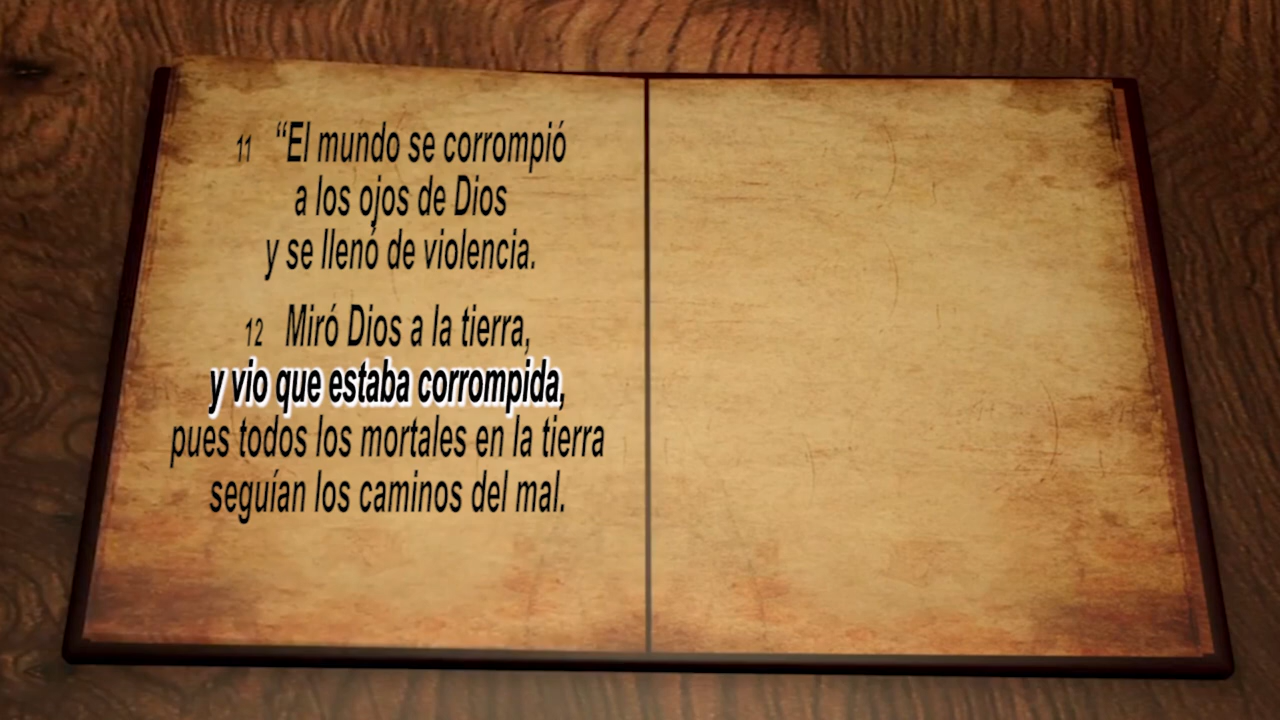 11 “El mundo se corrompió
a los ojos de Dios
y se llenó de violencia.
12 Miró Dios a la tierra,
y vio que estaba corrompida,
pues todos los mortales en la tierra
seguían los caminos del mal.